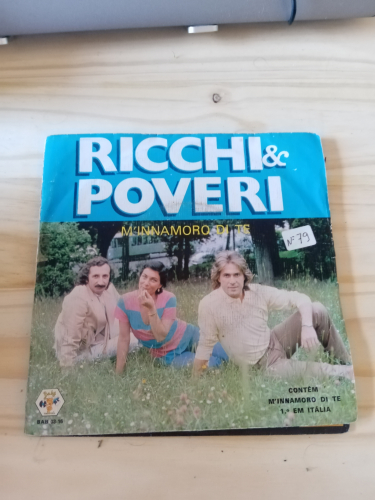 RICCHI &
POVERI
M'INNAMORO DI TE
Nº 79
CONTÉM
M'INNAMORO DI TE
1.º EM ITÁLIA